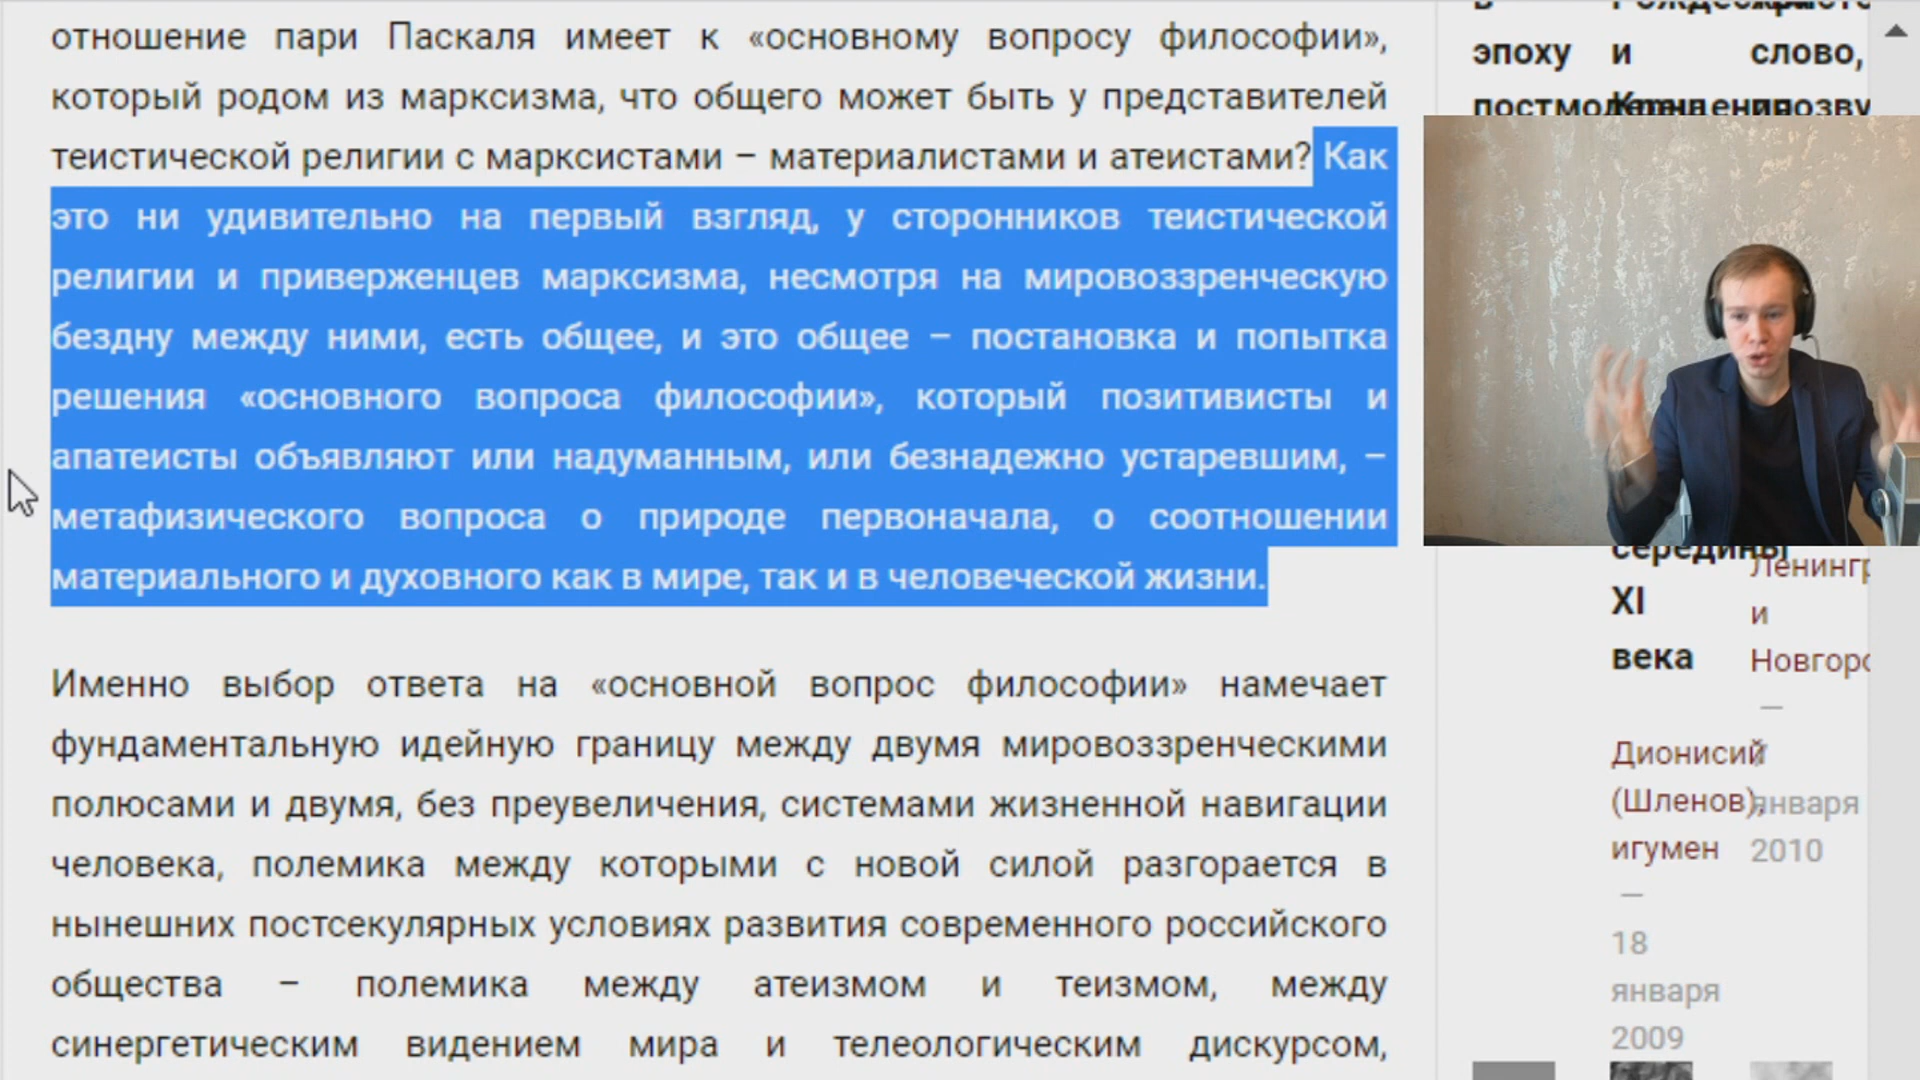 отношение пари Паскаля имеет к «основному вопросу философии»,
который родом из марксизма, что общего может быть у представителей
теистической религии с марксистами – материалистами и атеистами? Как
это ни удивительно на первый взгляд, у сторонников теистической
религии и приверженцев марксизма, несмотря на мировоззренческую
бездну между ними, есть общее, и это общее – постановка и попытка
решения «основного вопроса философии», который позитивисты и
апатеисты объявляют или надуманным, или безнадежно устаревшим, –
метафизического вопроса о природе первоначала, о соотношении
материального и духовного как в мире, так и в человеческой жизни.
Именно выбор ответа на «основной вопрос философии» намечает
фундаментальную идейную границу между двумя мировоззренческими
полюсами и двумя, без преувеличения, системами жизненной навигации
человека, полемика между которыми с новой силой разгорается в
нынешних постсекулярных условиях развития современного российского
общества – полемика между атеизмом и теизмом, между
синергетическим видением мира и телеологическим дискурсом,
в
эпоху
и
слово,
середины
XI
века
Дионисий
(Шленов),
игумен
—
18
января
2009
и
—
января
2010